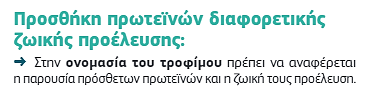 Προσθήκη πρωτεϊνών διαφορετικής
ζωικής προέλευσης:
➜ Στην ονομασία του τροφίμου πρέπει να αναφέρεται
η παρουσία πρόσθετων πρωτεϊνών και η ζωική τους προέλευση.